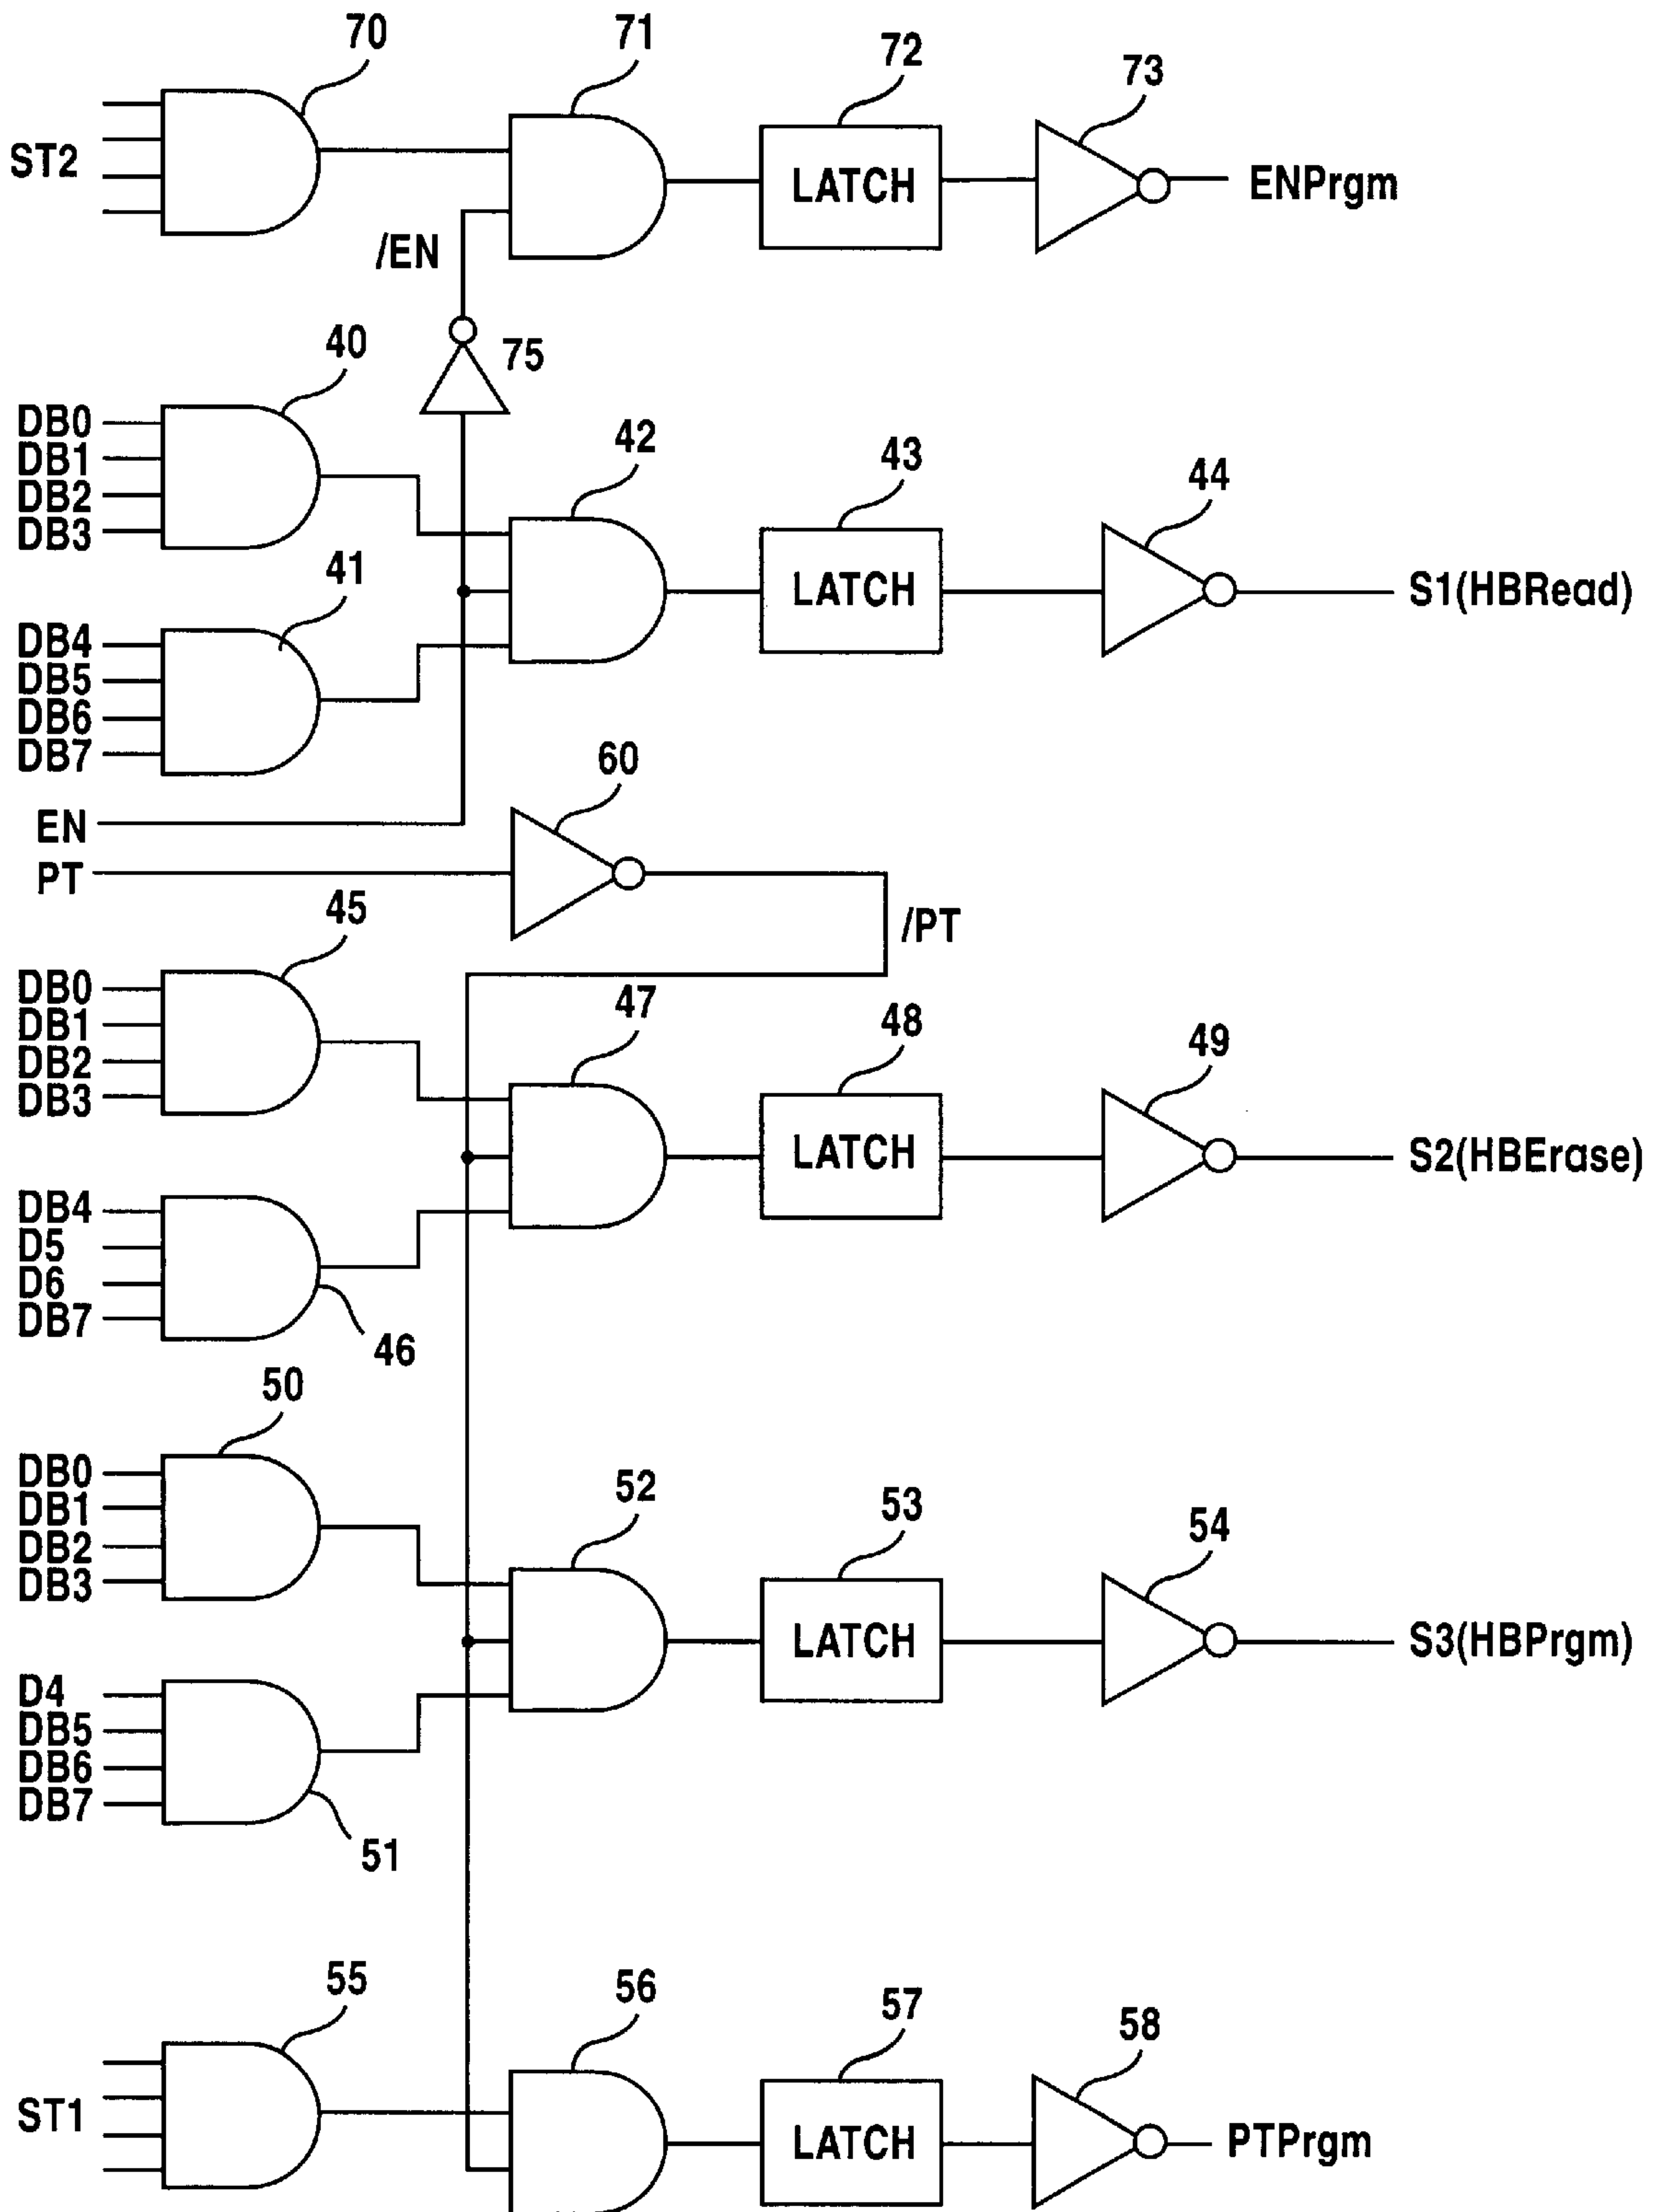 70
71
72
73
ST2
LATCH
ENPrgm
/EN
75
40
DB0
DB1
DB2
DB3
42
43
44
41
LATCH
S1(HBRead)
DB4
DB5
DB6
DB7
60
EN
PT
/PT
45
DB0
DB1
DB2
DB3
47
48
49
LATCH
S2(HBErase)
DB4
D5
D6
DB7
46
50
DB0
DB1
DB2
DB3
52
53
54
LATCH
S3(HBPrgm)
D4
DB5
DB6
DB7
51
55
56
57
58
ST1
LATCH
PTPrgm